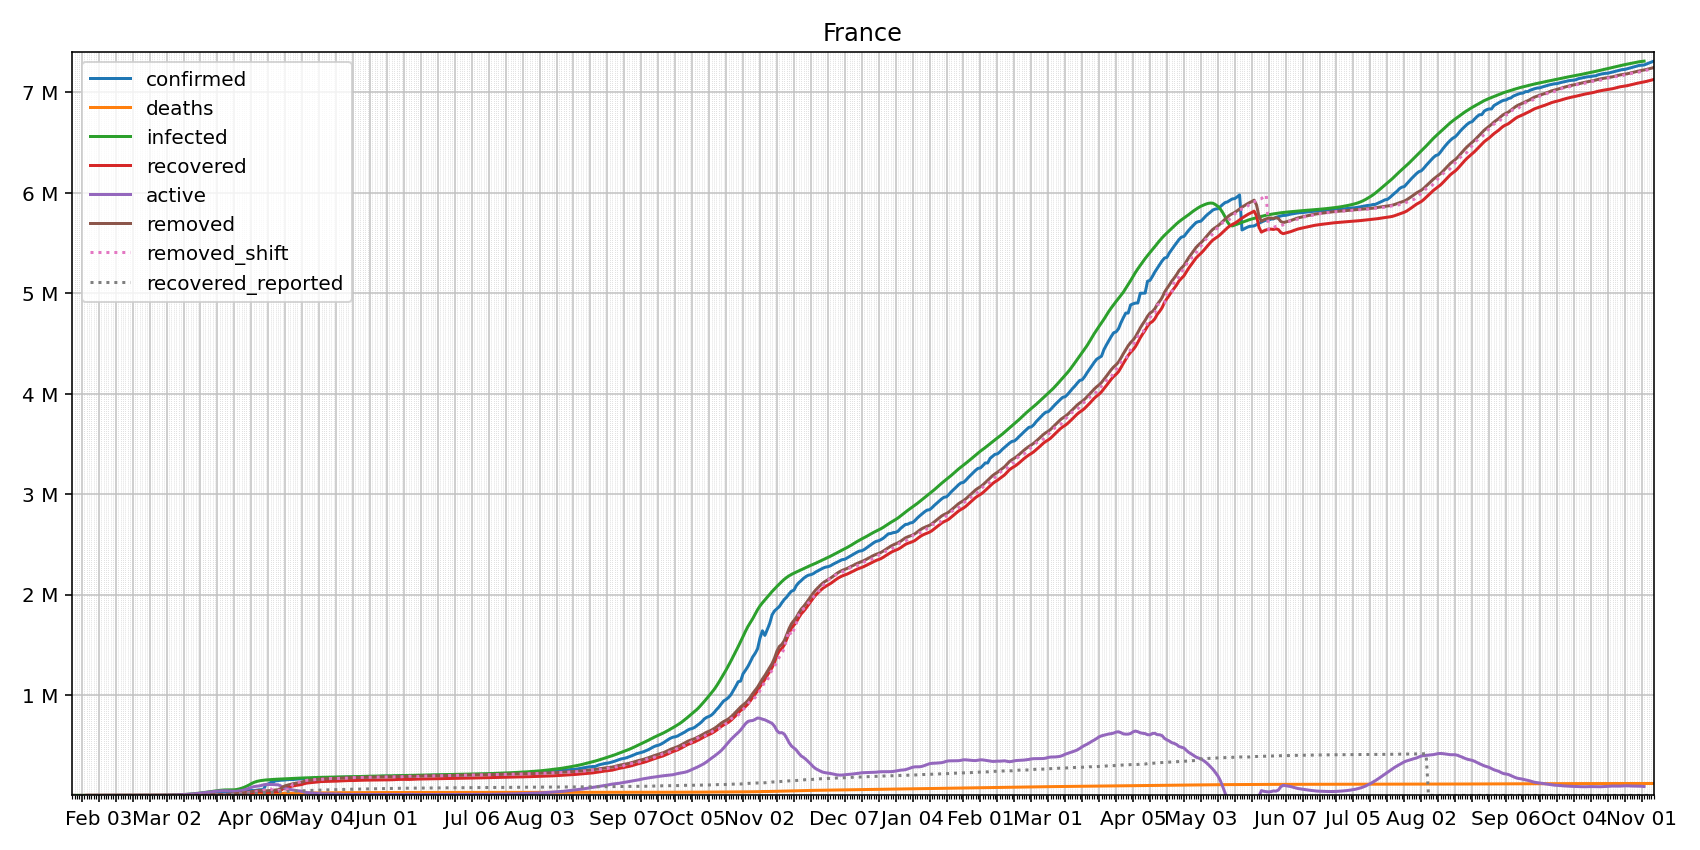 France
confirmed
deaths
infected
recovered
active
removed
removed_shift
recovered_reported
7 M
6 M
5 M
4 M
3 M
2 M
1 M
Feb 03 Mar 02 Apr 06 May 04 Jun 01 Jul 06 Aug 03 Sep 07 Oct 05 Nov 02 Dec 07 Jan 04 Feb 01 Mar 01 Apr 05 May 03 Jun 07 Jul 05 Aug 02 Sep 06 Oct 04 Nov 01